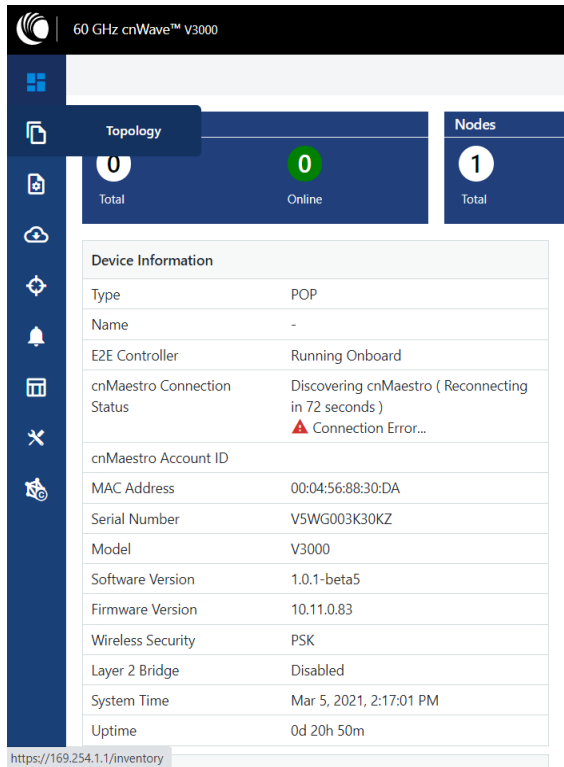 60 GHz cnWave™ V3000
Topology
Nodes
0
0
1
Total
Online
Total
Device Information
Type POP
Name -
E2E Controller Running Onboard
cnMaestro Connection Discovering cnMaestro ( Reconnecting
Status in 72 seconds )
Connection Error...
cnMaestro Account ID
MAC Address 00:04:56:88:30:DA
Serial Number V5WG003K30KZ
Model V3000
Software Version 1.0.1-beta5
Firmware Version 10.11.0.83
Wireless Security PSK
Layer 2 Bridge Disabled
System Time Mar 5, 2021, 2:17:01 PM
Uptime 0d 20h 50m
https://169.254.1.1/inventory